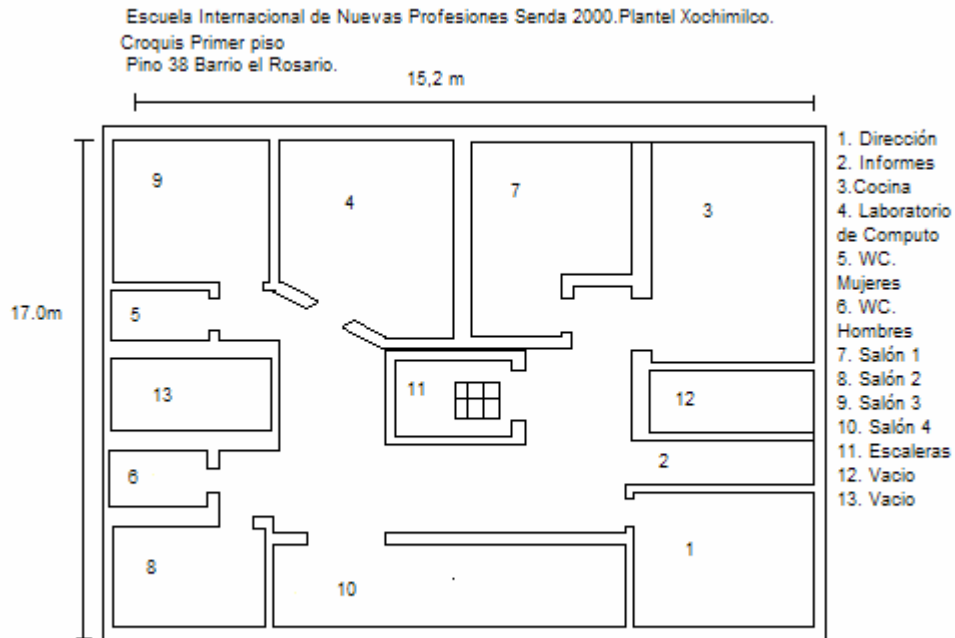 Escuela Internacional de Nuevas Profesiones Senda 2000.Plantel Xochimilco.
Croquis Primer piso
Pino 38 Barrio el Rosario.
15,2 m
17.0m
9
4
7
3
5
13
11
12
6
2
8
10
1
1. Dirección
2. Informes
3.Cocina
4. Laboratorio
de Computo
5. WC.
Mujeres
6. WC.
Hombres
7. Salón 1
8. Salón 2
9. Salón 3
10. Salón 4
11. Escaleras
12. Vacio
13. Vacio